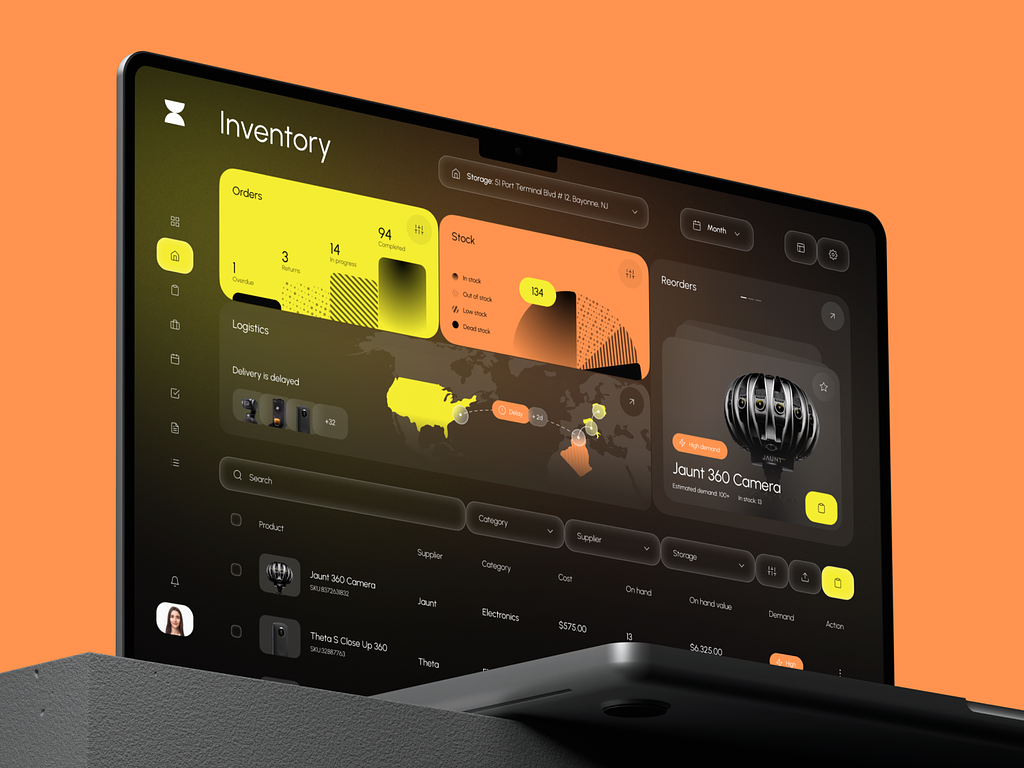 Inventory
Storage: 51 Port Terminal Blvd # 12, Bayonne, NJ
Month
Orders
1
Overdue
3
Returns
14
In progress
94
Completed
Stock
In stock
Out of stock
Low stock
Dead stock
134
Reorders
High demand
JAUNT
Jaunt 360 Camera
Estimated demand: 100+
In stock: 13
Logistics
Delivery is delayed
+32
Delay
+ 2d
Search
Category
Supplier
Storage
Product
Supplier
Category
Cost
On hand
On hand value
Demand
Action
Jaunt 360 Camera
SKU:837263832
Jaunt
Electronics
$575.00
13
$6,325.00
High
Theta S Close Up 360
SKU:32887763
Theta